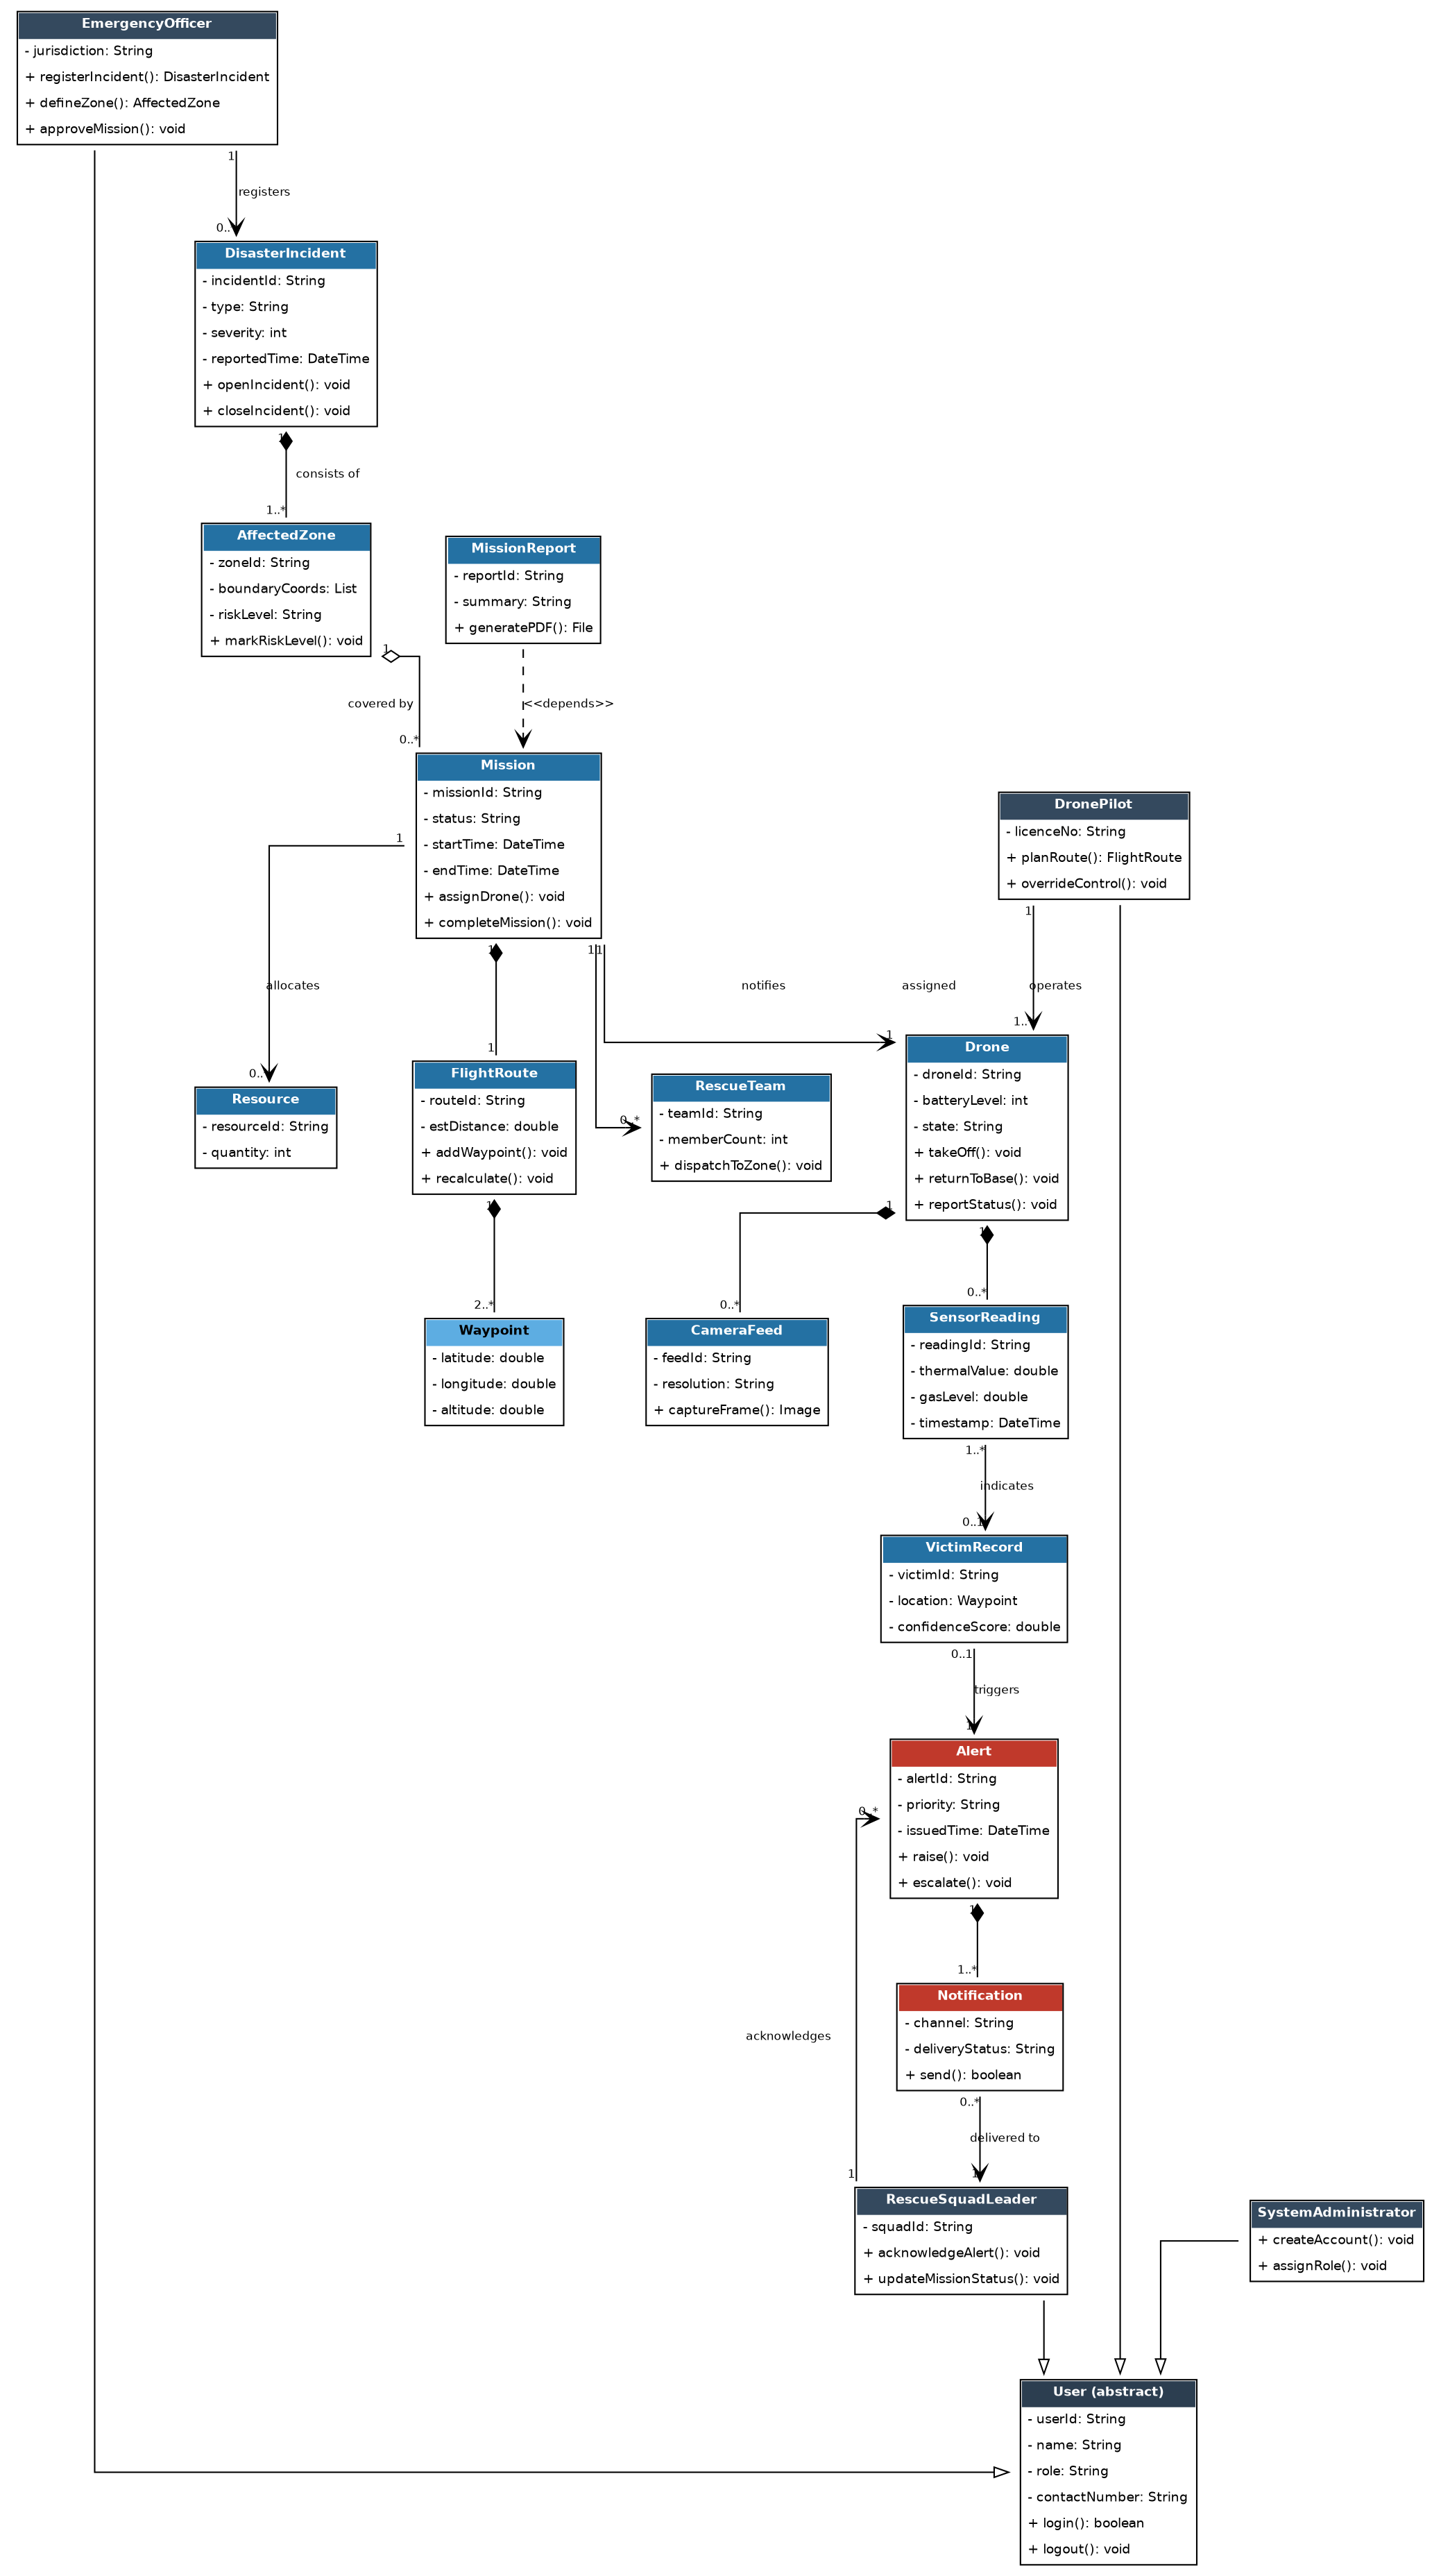 EmergencyOfficer
- jurisdiction: String
+ registerIncident(): DisasterIncident
+ defineZone(): AffectedZone
+ approveMission(): void
1
registers
0..
DisasterIncident
- incidentId: String
- type: String
- severity: int
- reportedTime: DateTime
+ openIncident(): void
+ closeIncident(): void
1
consists of
1..*
AffectedZone
- zoneId: String
- boundaryCoords: List
- riskLevel: String
+ markRiskLevel(): void
MissionReport
- reportId: String
- summary: String
+ generatePDF(): File
1
covered by
<<depends>>
0..*
Mission
- missionId: String
- status: String
- startTime: DateTime
- endTime: DateTime
+ assignDrone(): void
+ completeMission(): void
DronePilot
- licenceNo: String
+ planRoute(): FlightRoute
+ overrideControl(): void
1
1
1
1
1
allocates
notifies
assigned
operates
0..
1
0..*
1
1..
Resource
- resourceId: String
- quantity: int
FlightRoute
- routeId: String
- estDistance: double
+ addWaypoint(): void
+ recalculate(): void
RescueTeam
- teamId: String
- memberCount: int
+ dispatchToZone(): void
Drone
- droneId: String
- batteryLevel: int
- state: String
+ takeOff(): void
+ returnToBase(): void
+ reportStatus(): void
1
1
1
2..*
0..*
0..*
Waypoint
- latitude: double
- longitude: double
- altitude: double
CameraFeed
- feedId: String
- resolution: String
+ captureFrame(): Image
SensorReading
- readingId: String
- thermalValue: double
- gasLevel: double
- timestamp: DateTime
1..*
indicates
0..1
VictimRecord
- victimId: String
- location: Waypoint
- confidenceScore: double
0..1
triggers
1
Alert
- alertId: String
- priority: String
- issuedTime: DateTime
+ raise(): void
+ escalate(): void
0..*
1
1..*
Notification
- channel: String
- deliveryStatus: String
+ send(): boolean
acknowledges
0..*
delivered to
1
1
RescueSquadLeader
- squadId: String
+ acknowledgeAlert(): void
+ updateMissionStatus(): void
SystemAdministrator
+ createAccount(): void
+ assignRole(): void
User (abstract)
- userId: String
- name: String
- role: String
- contactNumber: String
+ login(): boolean
+ logout(): void